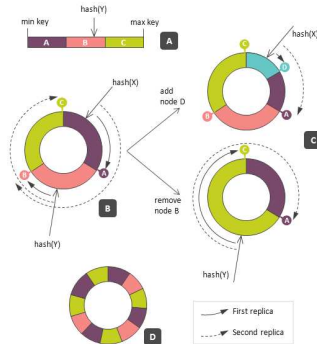 hash(Y)
min key
max key
A
B
C
A
hash(X)
C
D
A
B
C
add
node D
hash(X)
C
A
B
B
hash(Y)
remove
node B
C
A
hash(Y)
D
First replica
Second replica